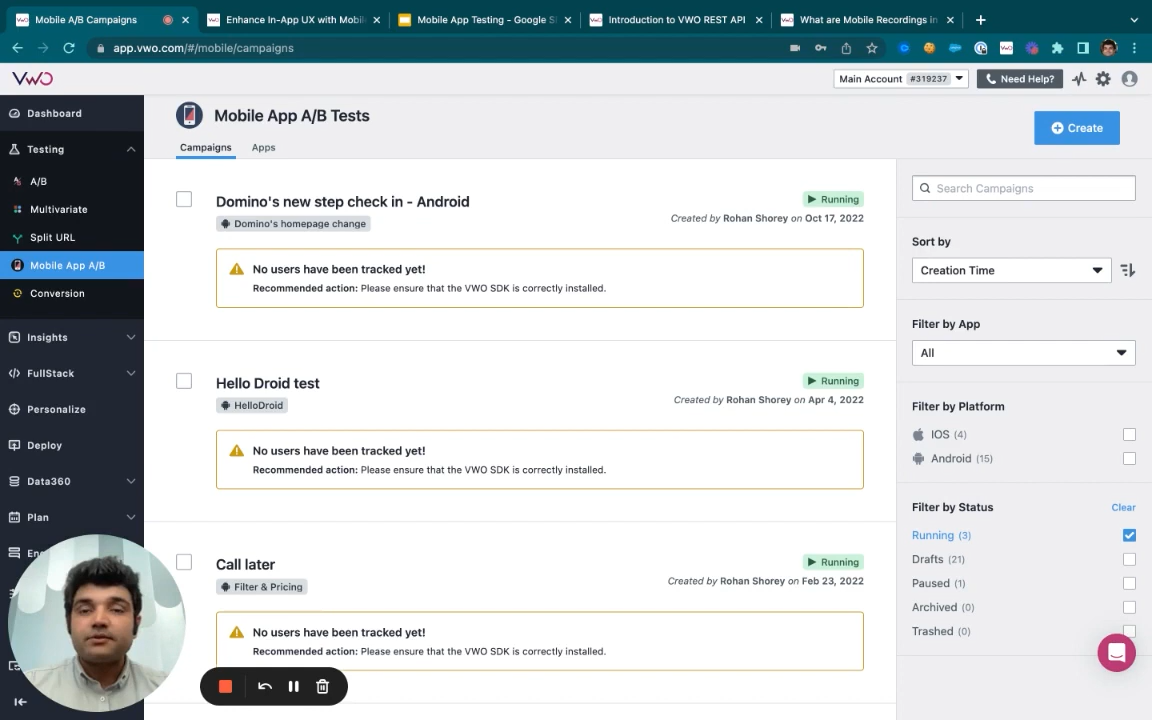 Mobile A/B Campaigns
Enhance In-App UX with Mobile
Mobile App Testing - Google Sl
Introduction to VWO REST API
What are Mobile Recordings in
app.vwo.com/#/mobile/campaigns
VWO
Main Account #319237
Need Help?
Dashboard
Testing
A/B
Multivariate
Split URL
Mobile App A/B
Conversion
Insights
FullStack
Personalize
Deploy
Data360
Plan
Mobile App A/B Tests
Campaigns
Apps
Create
Domino's new step check in - Android
Running
Domino's homepage change
Created by Rohan Shorey on Oct 17, 2022
No users have been tracked yet!
Recommended action: Please ensure that the VWO SDK is correctly installed.
Hello Droid test
Running
HelloDroid
Created by Rohan Shorey on Apr 4, 2022
No users have been tracked yet!
Recommended action: Please ensure that the VWO SDK is correctly installed.
Call later
Running
Filter & Pricing
Created by Rohan Shorey on Feb 23, 2022
No users have been tracked yet!
Recommended action: Please ensure that the VWO SDK is correctly installed.
Search Campaigns
Sort by
Creation Time
Filter by App
All
Filter by Platform
IOS (4)
Android (15)
Filter by Status
Clear
Running (3)
Drafts (21)
Paused (1)
Archived (0)
Trashed (0)